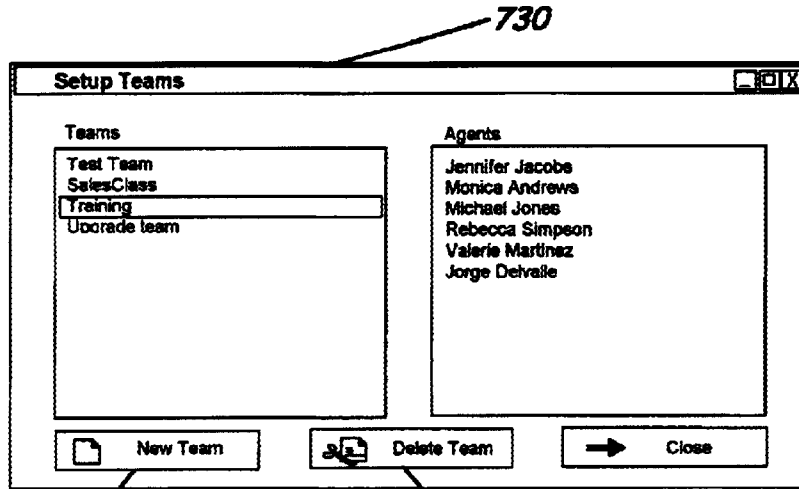 730
Setup Teams
Teams
Test Team
SalesClass
Training
Upgrade team
Agents
Jennifer Jacobs
Monica Andrews
Michael Jones
Rebecca Simpson
Valerie Martinez
Jorge Delvalle
New Team
Delete Team
Close